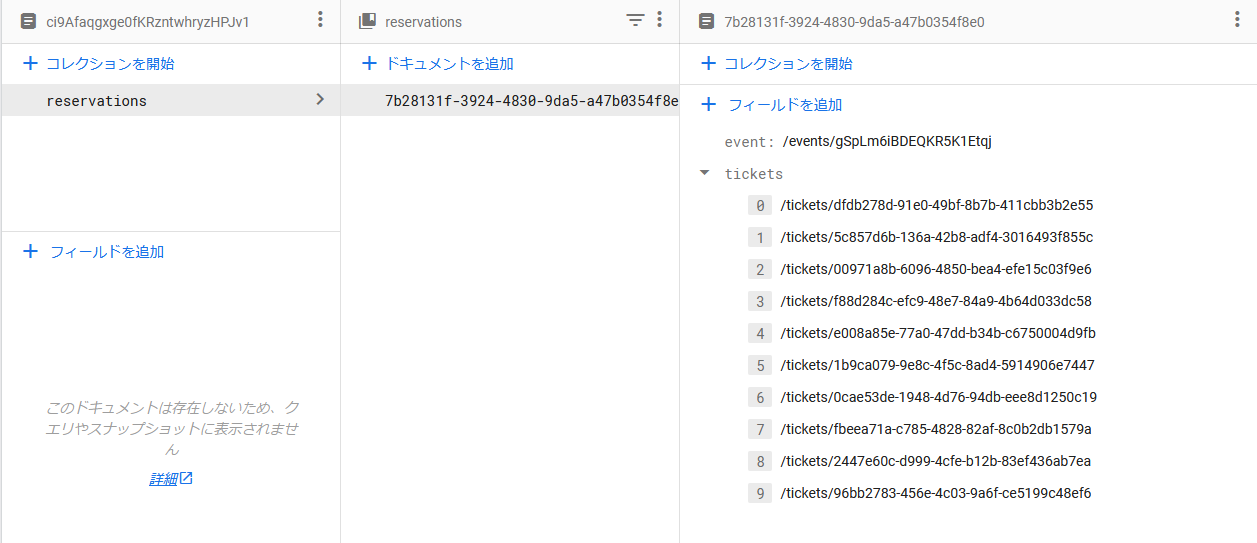 ci9Afaqgxge0fKRzntwhryzHPJv1
コレクションを開始
reservations
フィールドを追加
このドキュメントは存在しないため、ク
エリやスナップショットに表示されませ
ん
詳細
reservations
ドキュメントを追加
7b28131f-3924-4830-9da5-a47b0354f8e
7b28131f-3924-4830-9da5-a47b0354f8e0
コレクションを開始
フィールドを追加
event: /events/gSpLm6iBDEQKR5K1Etqj
tickets
0 /tickets/dfdb278d-91e0-49bf-8b7b-411cbb3b2e55
1 /tickets/5c857d6b-136a-42b8-adf4-3016493f855c
2 /tickets/00971a8b-6096-4850-bea4-efe15c03f9e6
3 /tickets/f88d284c-efc9-48e7-84a9-4b64d033dc58
4 /tickets/e008a85e-77a0-47dd-b34b-c6750004d9fb
5 /tickets/1b9ca079-9e8c-4f5c-8ad4-5914906e7447
6 /tickets/0cae53de-1948-4d76-94db-eee8d1250c19
7 /tickets/fbeea71a-c785-4828-82af-8c0b2db1579a
8 /tickets/2447e60c-d999-4cfe-b12b-83ef436ab7ea
9 /tickets/96bb2783-456e-4c03-9a6f-ce5199c48ef6